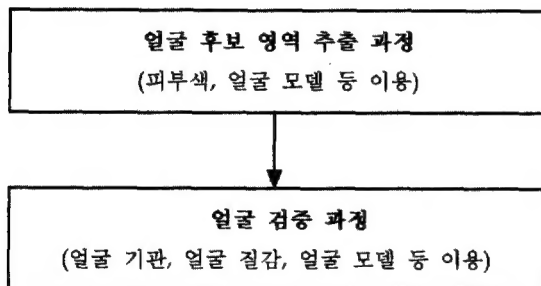 얼굴 후보 영역 추출 과정
(피부색, 얼굴 모델 등 이용)
얼굴 검증 과정
(얼굴 기관, 얼굴 질감, 얼굴 모델 등 이용)